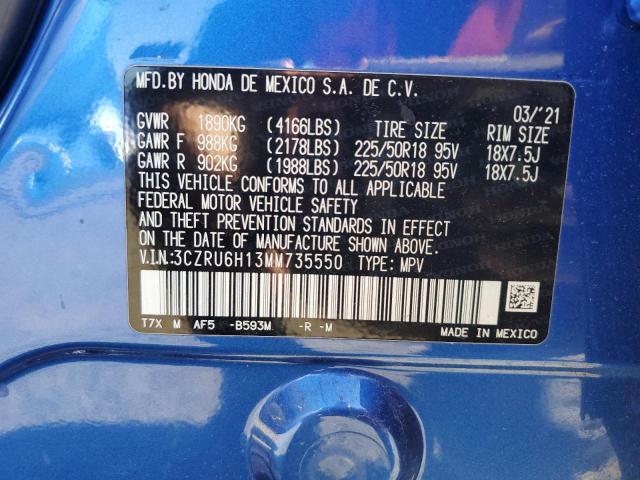 MFD.BY HONDA DE MEXICO S.A. DE C.V.
03/'21
GVWR 1890KG (4166LBS) TIRE SIZE RIM SIZE
GAWR F 988KG (2178LBS) 225/50R18 95V 18X7.5J
GAWR R 902KG (1988LBS) 225/50R18 95V 18X7.5J
THIS VEHICLE CONFORMS TO ALL APPLICABLE
FEDERAL MOTOR VEHICLE SAFETY
AND THEFT PREVENTION STANDARDS IN EFFECT
ON THE DATE OF MANUFACTURE SHOWN ABOVE.
V.I.N.:3CZRU6H13MM735550 TYPE: MPV
T7X M AF5 -B593M -R -M
MADE IN MEXICO